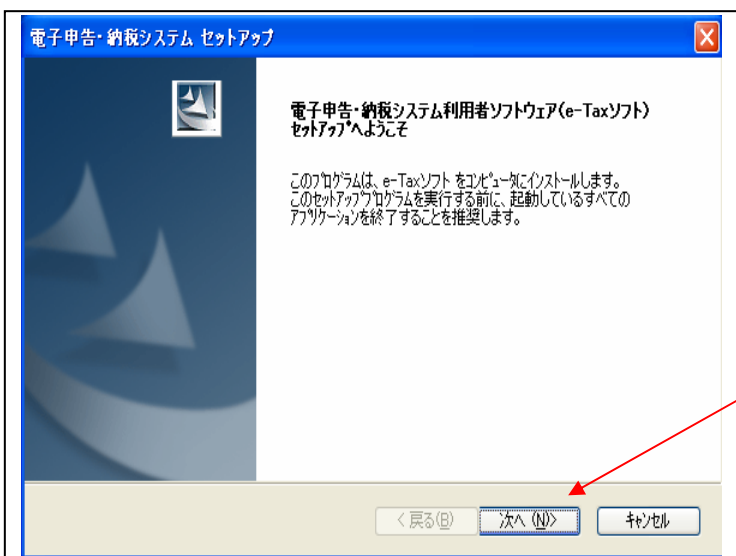 電子申告・納税システム セットアップ
電子申告・納税システム利用者ソフトウェア(e-Taxソフト)
セットアップへようこそ
このプログラムは、e-Taxソフト をコンピュータにインストールします。
このセットアッププログラムを実行する前に、起動しているすべての
アプリケーションを終了することを推奨します。
< 戻る(B)
次へ (N)>
キャンセル